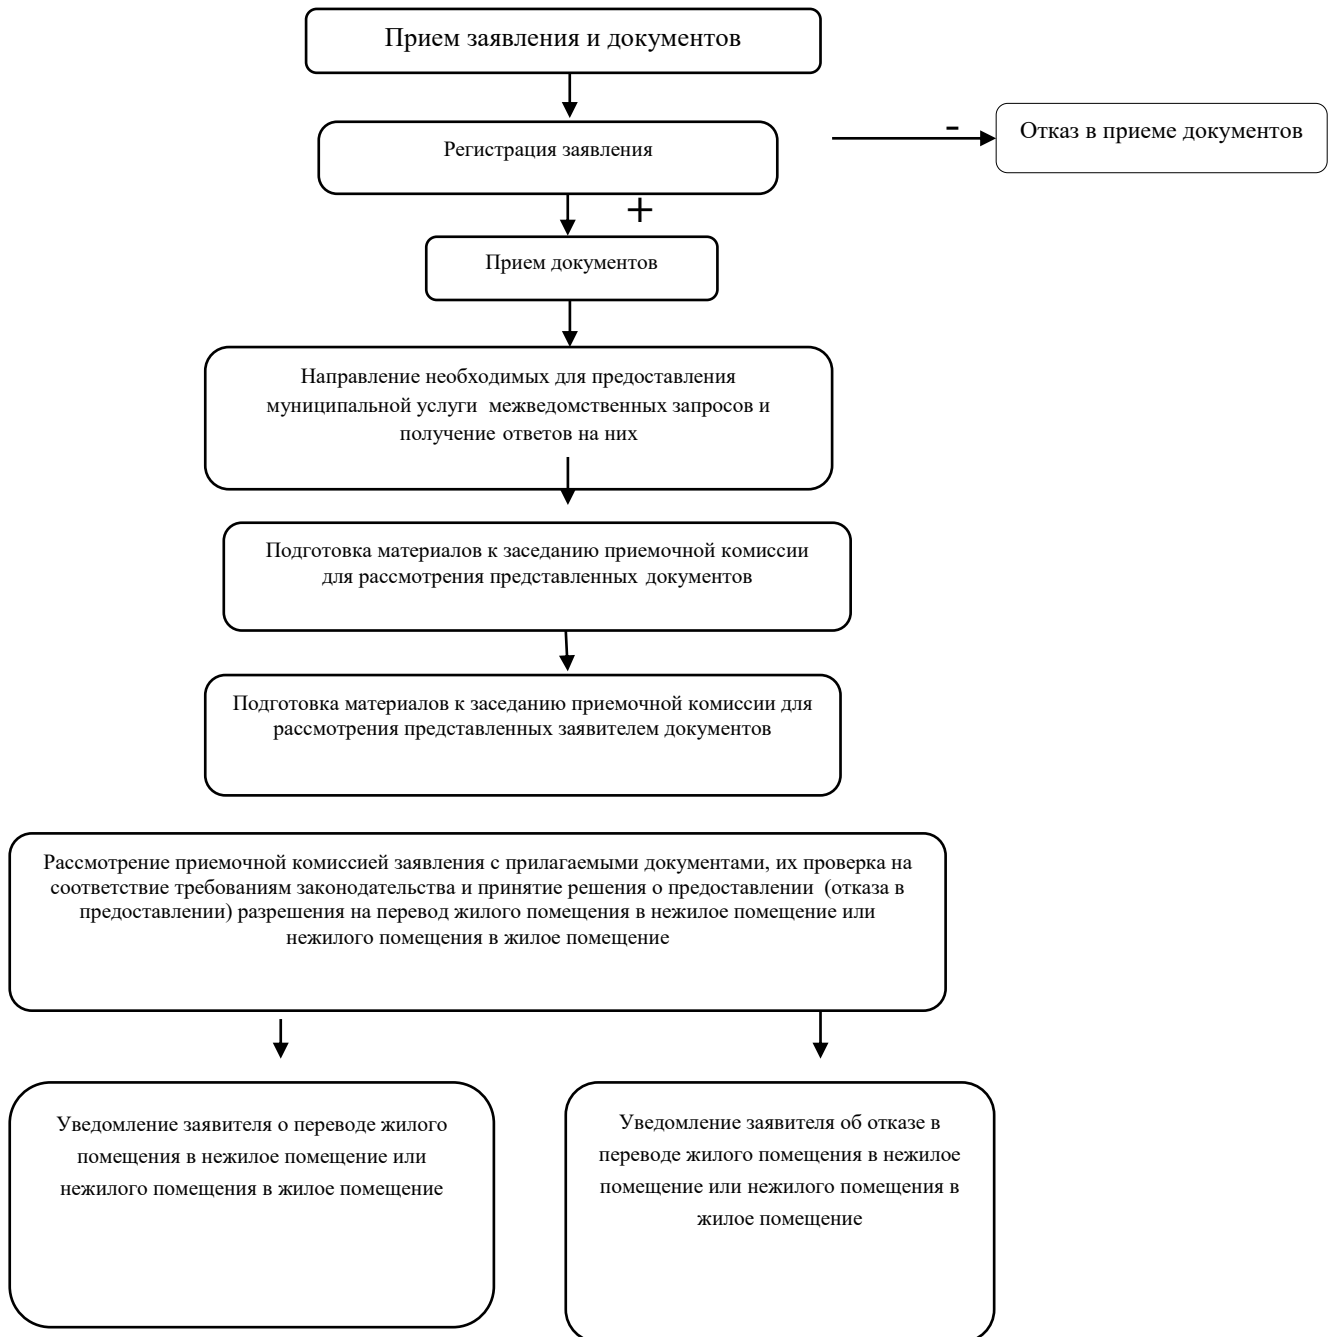 Прием заявления и документов
Регистрация заявления
-
Отказ в приеме документов
+
Прием документов
Направление необходимых для предоставления
муниципальной услуги межведомственных запросов и
получение ответов на них
Подготовка материалов к заседанию приемочной комиссии
для рассмотрения представленных документов
Подготовка материалов к заседанию приемочной комиссии для
рассмотрения представленных заявителем документов
Рассмотрение приемочной комиссией заявления с прилагаемыми документами, их проверка на
соответствие требованиям законодательства и принятие решения о предоставлении (отказа в
предоставлении) разрешения на перевод жилого помещения в нежилое помещение или
нежилого помещения в жилое помещение
Уведомление заявителя о переводе жилого
помещения в нежилое помещение или
нежилого помещения в жилое помещение
Уведомление заявителя об отказе в
переводе жилого помещения в нежилое
помещение или нежилого помещения в
жилое помещение